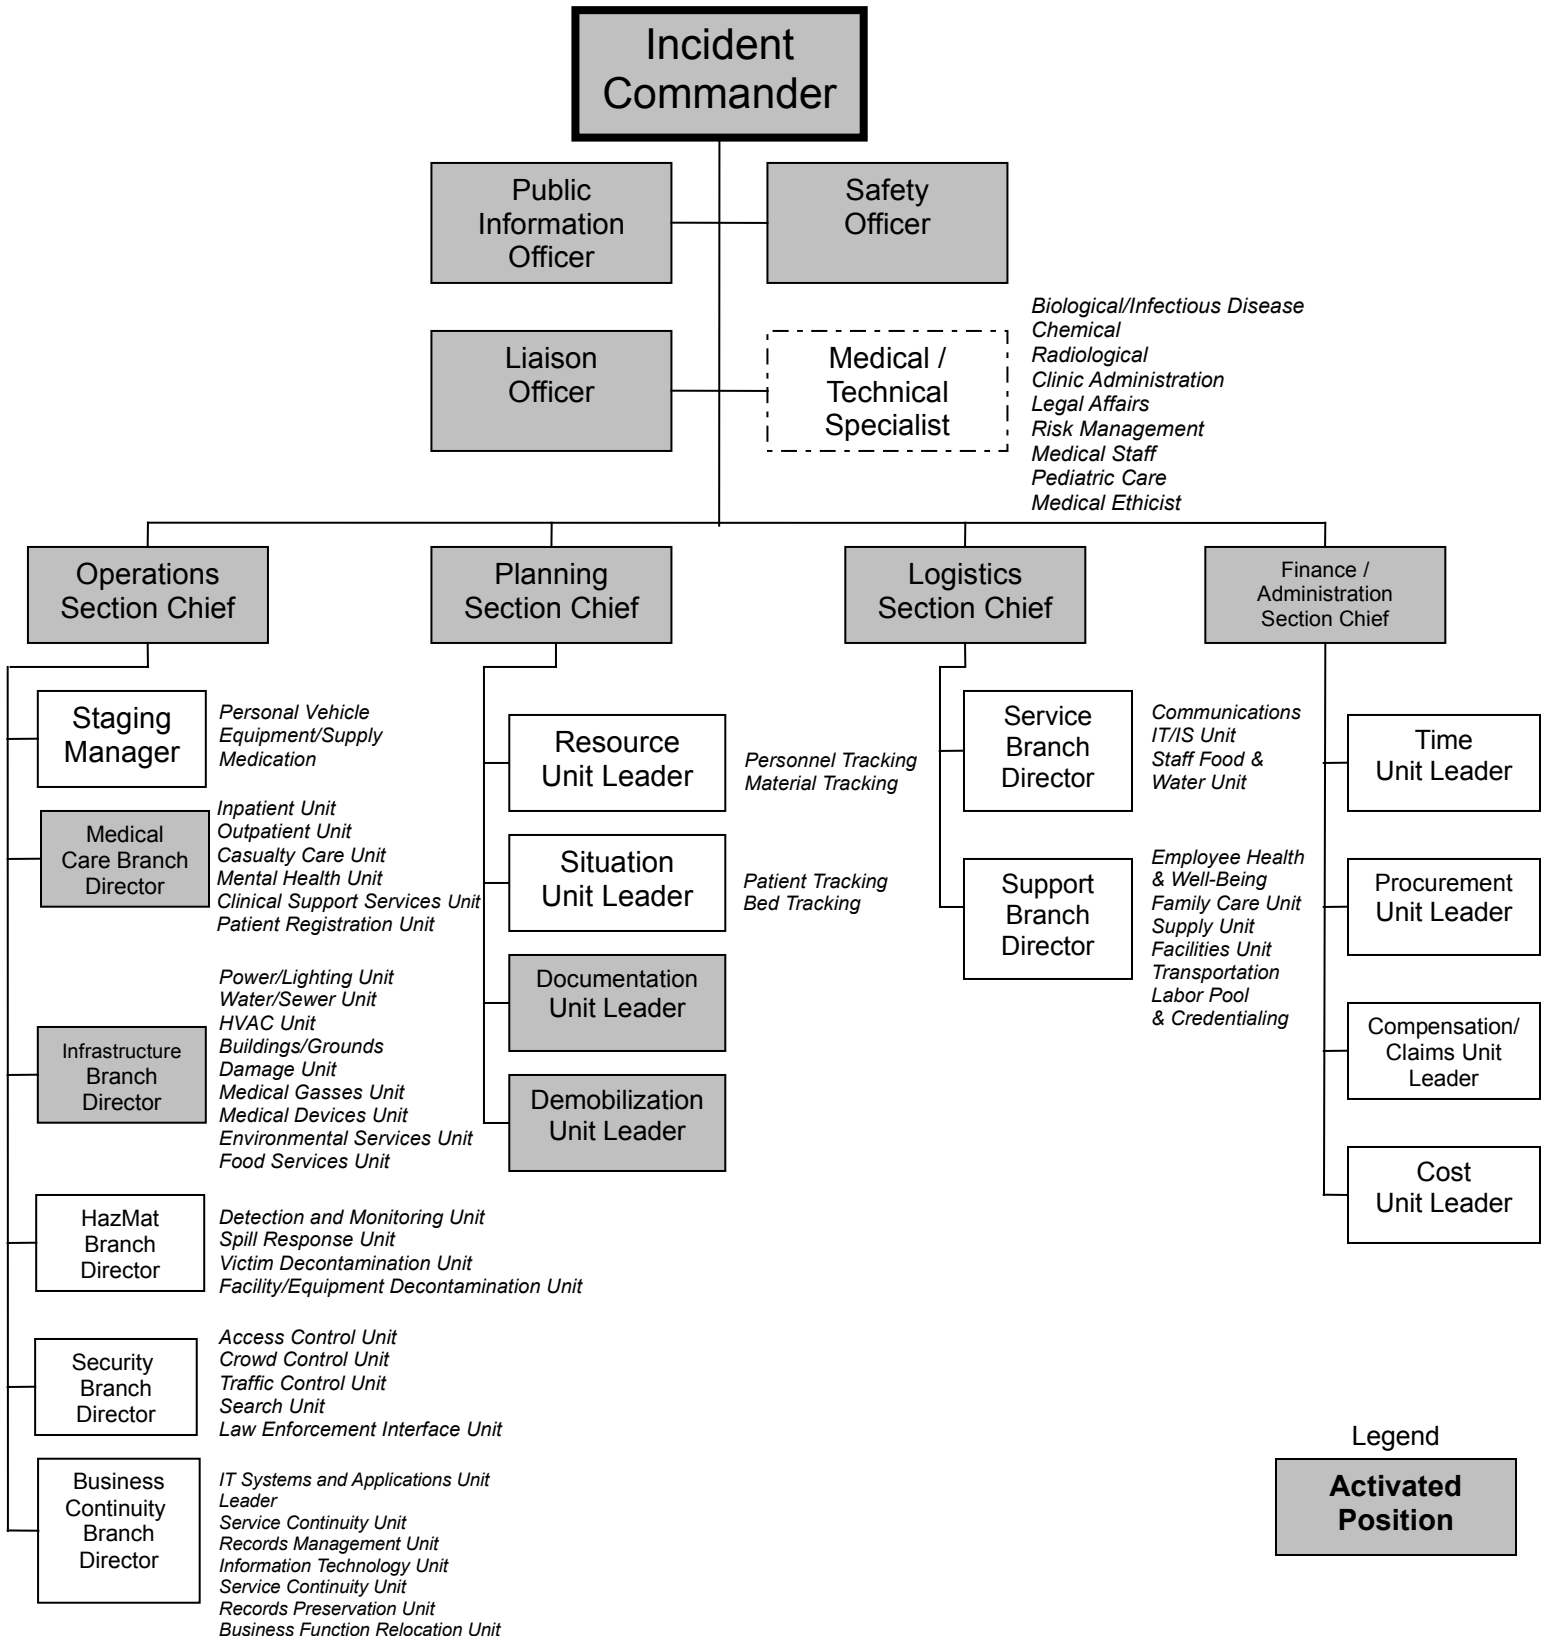 Incident
Commander
Public
Information
Officer
Safety
Officer
Liaison
Officer
Medical /
Technical
Specialist
Biological/Infectious Disease
Chemical
Radiological
Clinic Administration
Legal Affairs
Risk Management
Medical Staff
Pediatric Care
Medical Ethicist
Operations
Section Chief
Planning
Section Chief
Logistics
Section Chief
Finance /
Administration
Section Chief
Staging
Manager
Personal Vehicle
Equipment/Supply
Medication
Medical
Care Branch
Director
Inpatient Unit
Outpatient Unit
Casualty Care Unit
Mental Health Unit
Clinical Support Services Unit
Patient Registration Unit
Infrastructure
Branch
Director
Power/Lighting Unit
Water/Sewer Unit
HVAC Unit
Buildings/Grounds
Damage Unit
Medical Gasses Unit
Medical Devices Unit
Environmental Services Unit
Food Services Unit
HazMat
Branch
Director
Detection and Monitoring Unit
Spill Response Unit
Victim Decontamination Unit
Facility/Equipment Decontamination Unit
Security
Branch
Director
Access Control Unit
Crowd Control Unit
Traffic Control Unit
Search Unit
Law Enforcement Interface Unit
Business
Continuity
Branch
Director
IT Systems and Applications Unit
Leader
Service Continuity Unit
Records Management Unit
Information Technology Unit
Service Continuity Unit
Records Preservation Unit
Business Function Relocation Unit
Resource
Unit Leader
Personnel Tracking
Material Tracking
Situation
Unit Leader
Patient Tracking
Bed Tracking
Documentation
Unit Leader
Demobilization
Unit Leader
Service
Branch
Director
Communications
IT/IS Unit
Staff Food &
Water Unit
Support
Branch
Director
Employee Health
& Well-Being
Family Care Unit
Supply Unit
Facilities Unit
Transportation
Labor Pool
& Credentialing
Time
Unit Leader
Procurement
Unit Leader
Compensation/
Claims Unit
Leader
Cost
Unit Leader
Legend
Activated
Position